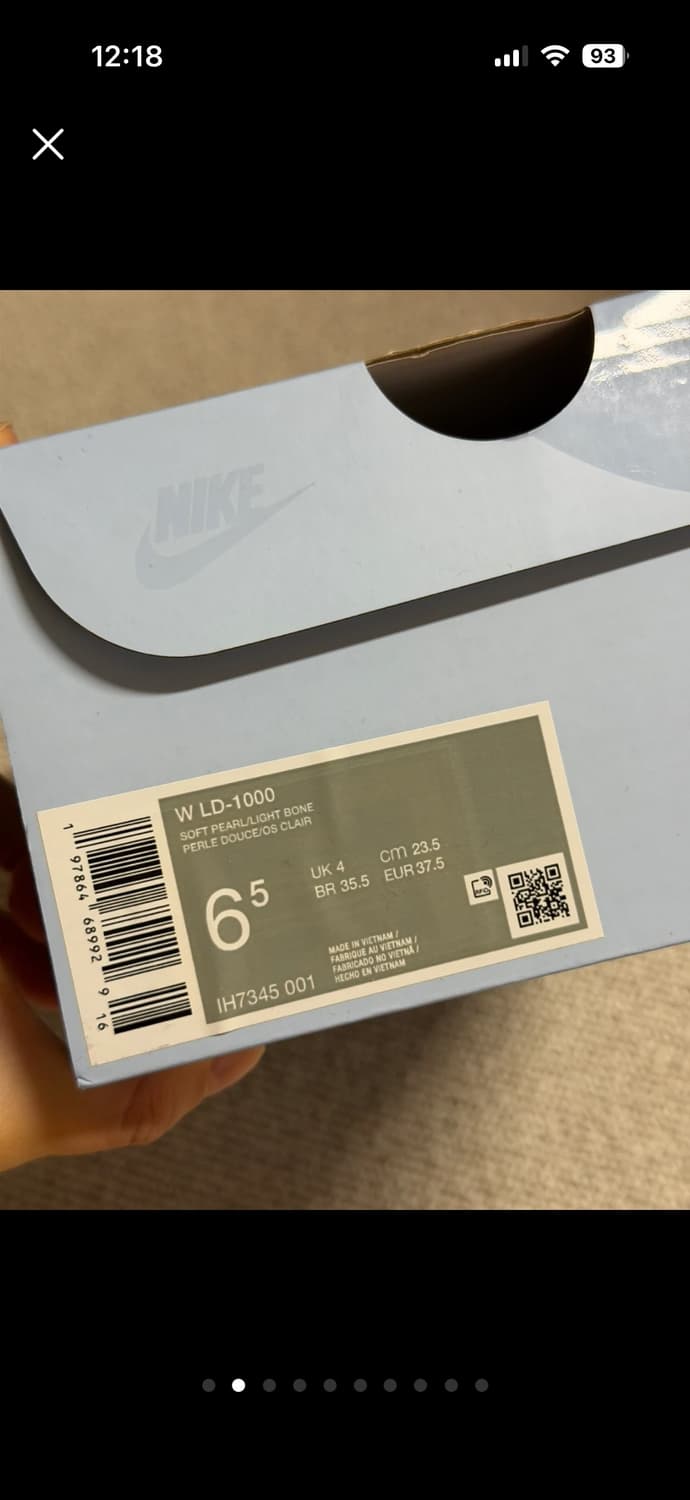 12:18
93
NIKE
W LD-1000
SOFT PEARL/LIGHT BONE
PERLE DOUCE/OS CLAIR
6⁵
UK 4
CM 23.5
BR 35.5
EUR 37.5
MADE IN VIETNAM /
FABRIQUE AU VIETNAM /
FABRICADO NO VIETNÃ /
HECHO EN VIETNAM
IH7345 001
1 97864 68992 9 16
RFID